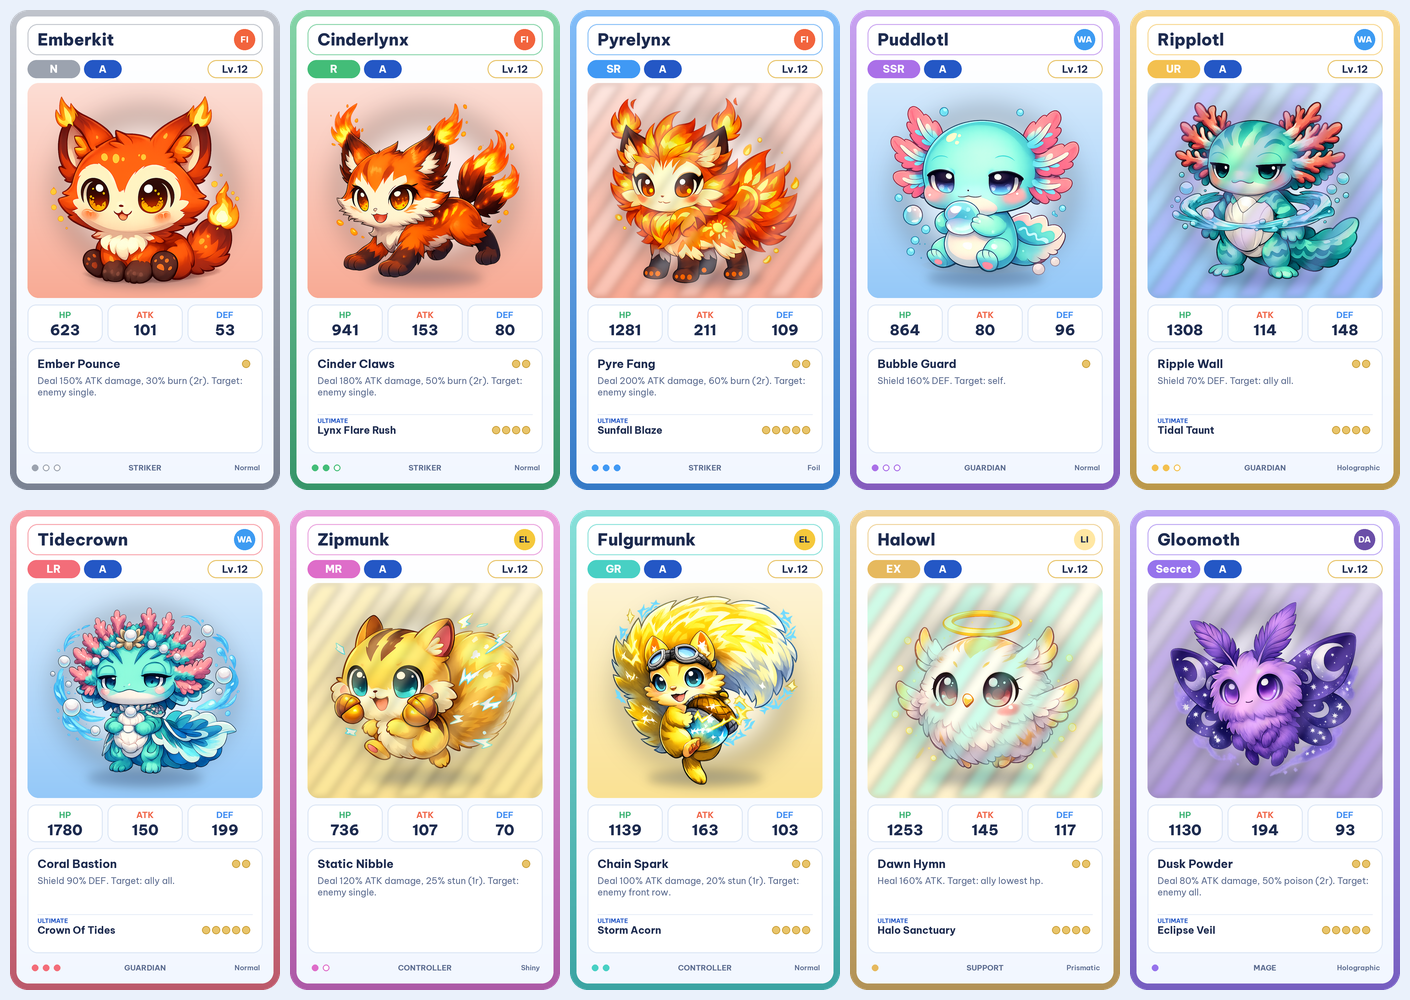 Emberkit FI
N A Lv.12
HP ATK DEF
623 101 53
Ember Pounce
Deal 150% ATK damage, 30% burn (2r). Target:
enemy single.
STRIKER Normal
Cinderlynx FI
R A Lv.12
HP ATK DEF
941 153 80
Cinder Claws
Deal 180% ATK damage, 50% burn (2r). Target:
enemy single.
ULTIMATE
Lynx Flare Rush
STRIKER Normal
Pyrelynx FI
SR A Lv.12
HP ATK DEF
1281 211 109
Pyre Fang
Deal 200% ATK damage, 60% burn (2r). Target:
enemy single.
ULTIMATE
Sunfall Blaze
STRIKER Foil
Puddlotl WA
SSR A Lv.12
HP ATK DEF
864 80 96
Bubble Guard
Shield 160% DEF. Target: self.
GUARDIAN Normal
Ripplotl WA
UR A Lv.12
HP ATK DEF
1308 114 148
Ripple Wall
Shield 70% DEF. Target: ally all.
ULTIMATE
Tidal Taunt
GUARDIAN Holographic
Tidecrown WA
LR A Lv.12
HP ATK DEF
1780 150 199
Coral Bastion
Shield 90% DEF. Target: ally all.
ULTIMATE
Crown Of Tides
GUARDIAN Normal
Zipmunk EL
MR A Lv.12
HP ATK DEF
736 107 70
Static Nibble
Deal 120% ATK damage, 25% stun (1r). Target:
enemy single.
CONTROLLER Shiny
Fulgurmunk EL
GR A Lv.12
HP ATK DEF
1139 163 103
Chain Spark
Deal 100% ATK damage, 20% stun (1r). Target:
enemy front row.
ULTIMATE
Storm Acorn
CONTROLLER Normal
Halowl LI
EX A Lv.12
HP ATK DEF
1253 145 117
Dawn Hymn
Heal 160% ATK. Target: ally lowest hp.
ULTIMATE
Halo Sanctuary
SUPPORT Prismatic
Gloomoth DA
Secret A Lv.12
HP ATK DEF
1130 194 93
Dusk Powder
Deal 80% ATK damage, 50% poison (2r). Target:
enemy all.
ULTIMATE
Eclipse Veil
MAGE Holographic